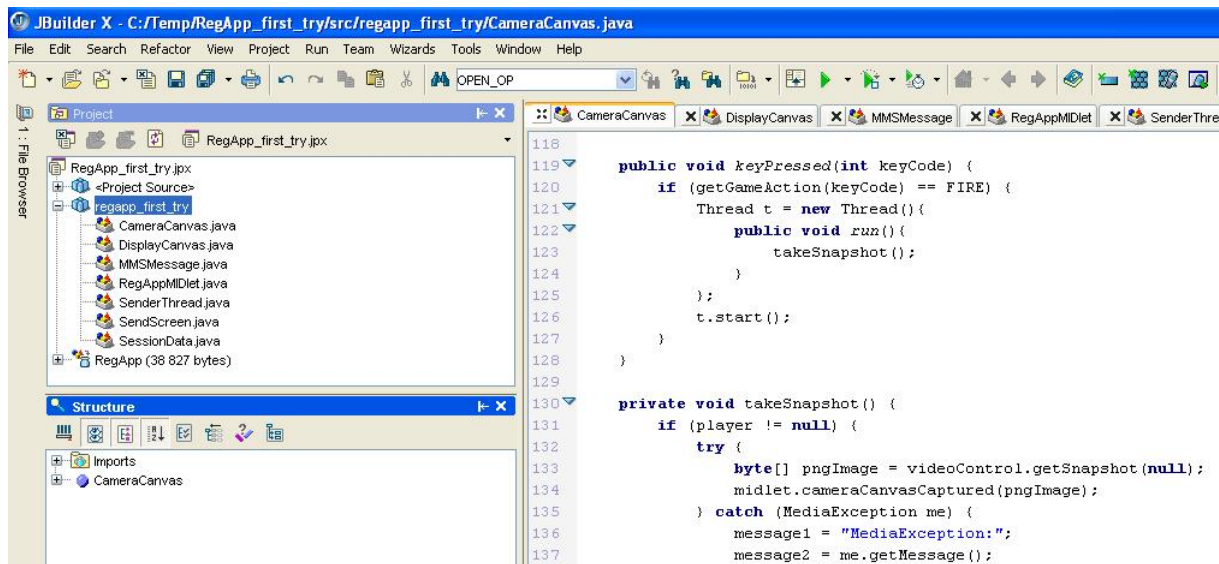 JBuilder X - C:/Temp/RegApp_first_try/src/regapp_first_try/CameraCanvas.java
File Edit Search Refactor View Project Run Team Wizards Tools Window Help
OPEN_OP
1: File Browser
Project
RegApp_first_try.jpx
RegApp_first_try.jpx
<Project Source>
regapp_first_try
CameraCanvas.java
DisplayCanvas.java
MMSMessage.java
RegAppMIDlet.java
SenderThread.java
SendScreen.java
SessionData.java
RegApp (38 827 bytes)
Structure
Imports
CameraCanvas
CameraCanvas DisplayCanvas MMSMessage RegAppMIDlet SenderThre
118
119 public void keyPressed(int keyCode) {
120 if (getGameAction(keyCode) == FIRE) {
121 Thread t = new Thread(){
122 public void run(){
123 takeSnapshot();
124 }
125 };
126 t.start();
127 }
128 }
129
130 private void takeSnapshot() {
131 if (player != null) {
132 try {
133 byte[] pngImage = videoControl.getSnapshot(null);
134 midlet.cameraCanvasCaptured(pngImage);
135 } catch (MediaException me) {
136 message1 = "MediaException:";
137 message2 = me.getMessage();